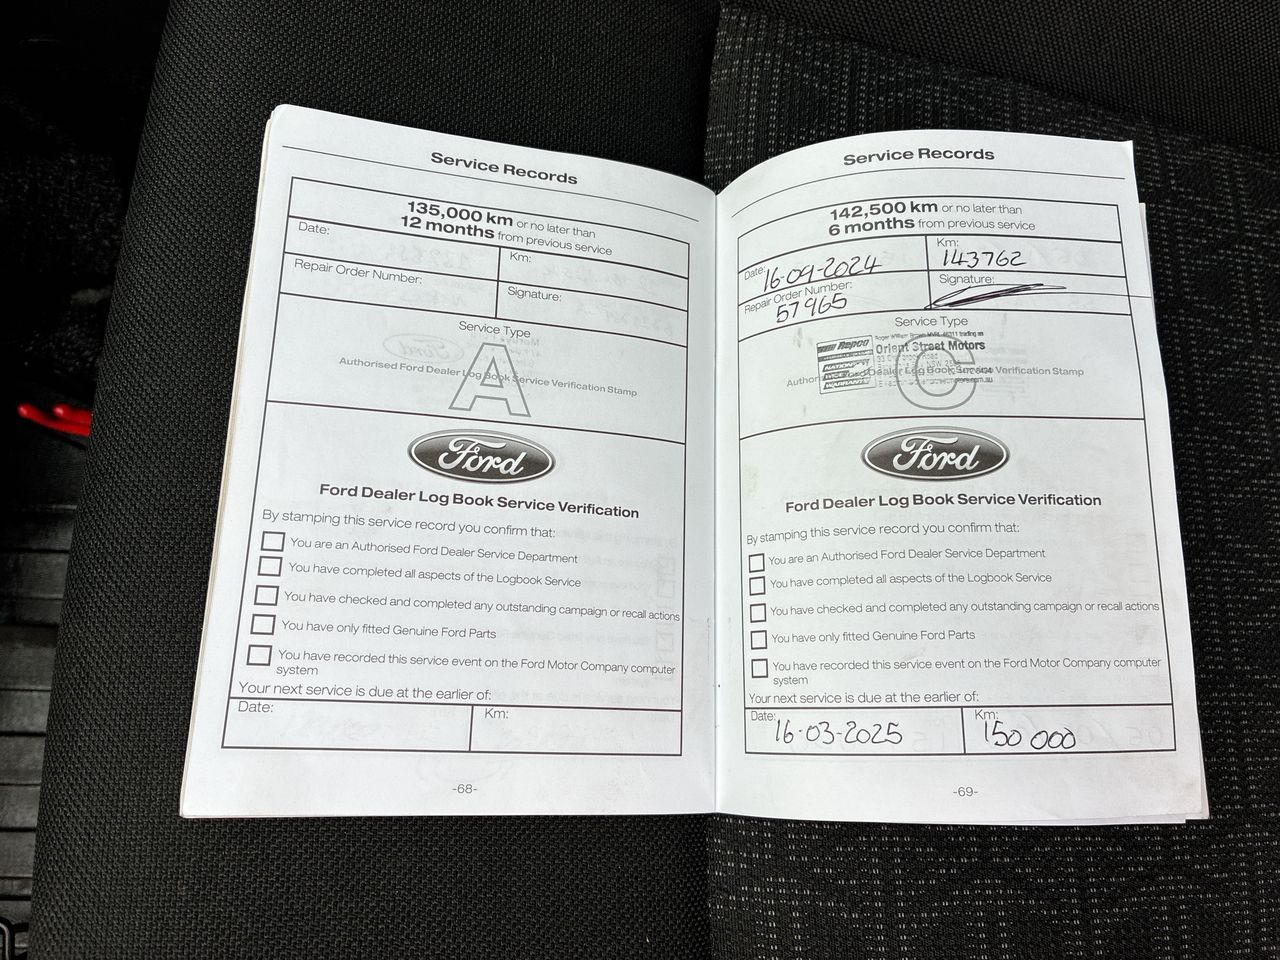 Service Records
135,000 km or no later than
12 months from previous service
Date:
Km:
Repair Order Number:
Signature:
Service Type
A
Authorised Ford Dealer Log Book Service Verification Stamp
Ford
Ford Dealer Log Book Service Verification
By stamping this service record you confirm that:
You are an Authorised Ford Dealer Service Department
You have completed all aspects of the Logbook Service
You have checked and completed any outstanding campaign or recall actions
You have only fitted Genuine Ford Parts
You have recorded this service event on the Ford Motor Company computer
system
Your next service is due at the earlier of:
Date:
Km:
-68-
Service Records
142,500 km or no later than
6 months from previous service
Date: 16-09-2024
Km: 143762
Repair Order Number: 57965
Signature:
Service Type
C
Repco
Orient Street Motors
NATIONWIDE
WARRANTY
Ford Dealer Log Book Service Verification Stamp
Ford
Ford Dealer Log Book Service Verification
By stamping this service record you confirm that:
You are an Authorised Ford Dealer Service Department
You have completed all aspects of the Logbook Service
You have checked and completed any outstanding campaign or recall actions
You have only fitted Genuine Ford Parts
You have recorded this service event on the Ford Motor Company computer
system
Your next service is due at the earlier of:
Date: 16-03-2025
Km: 150 000
-69-